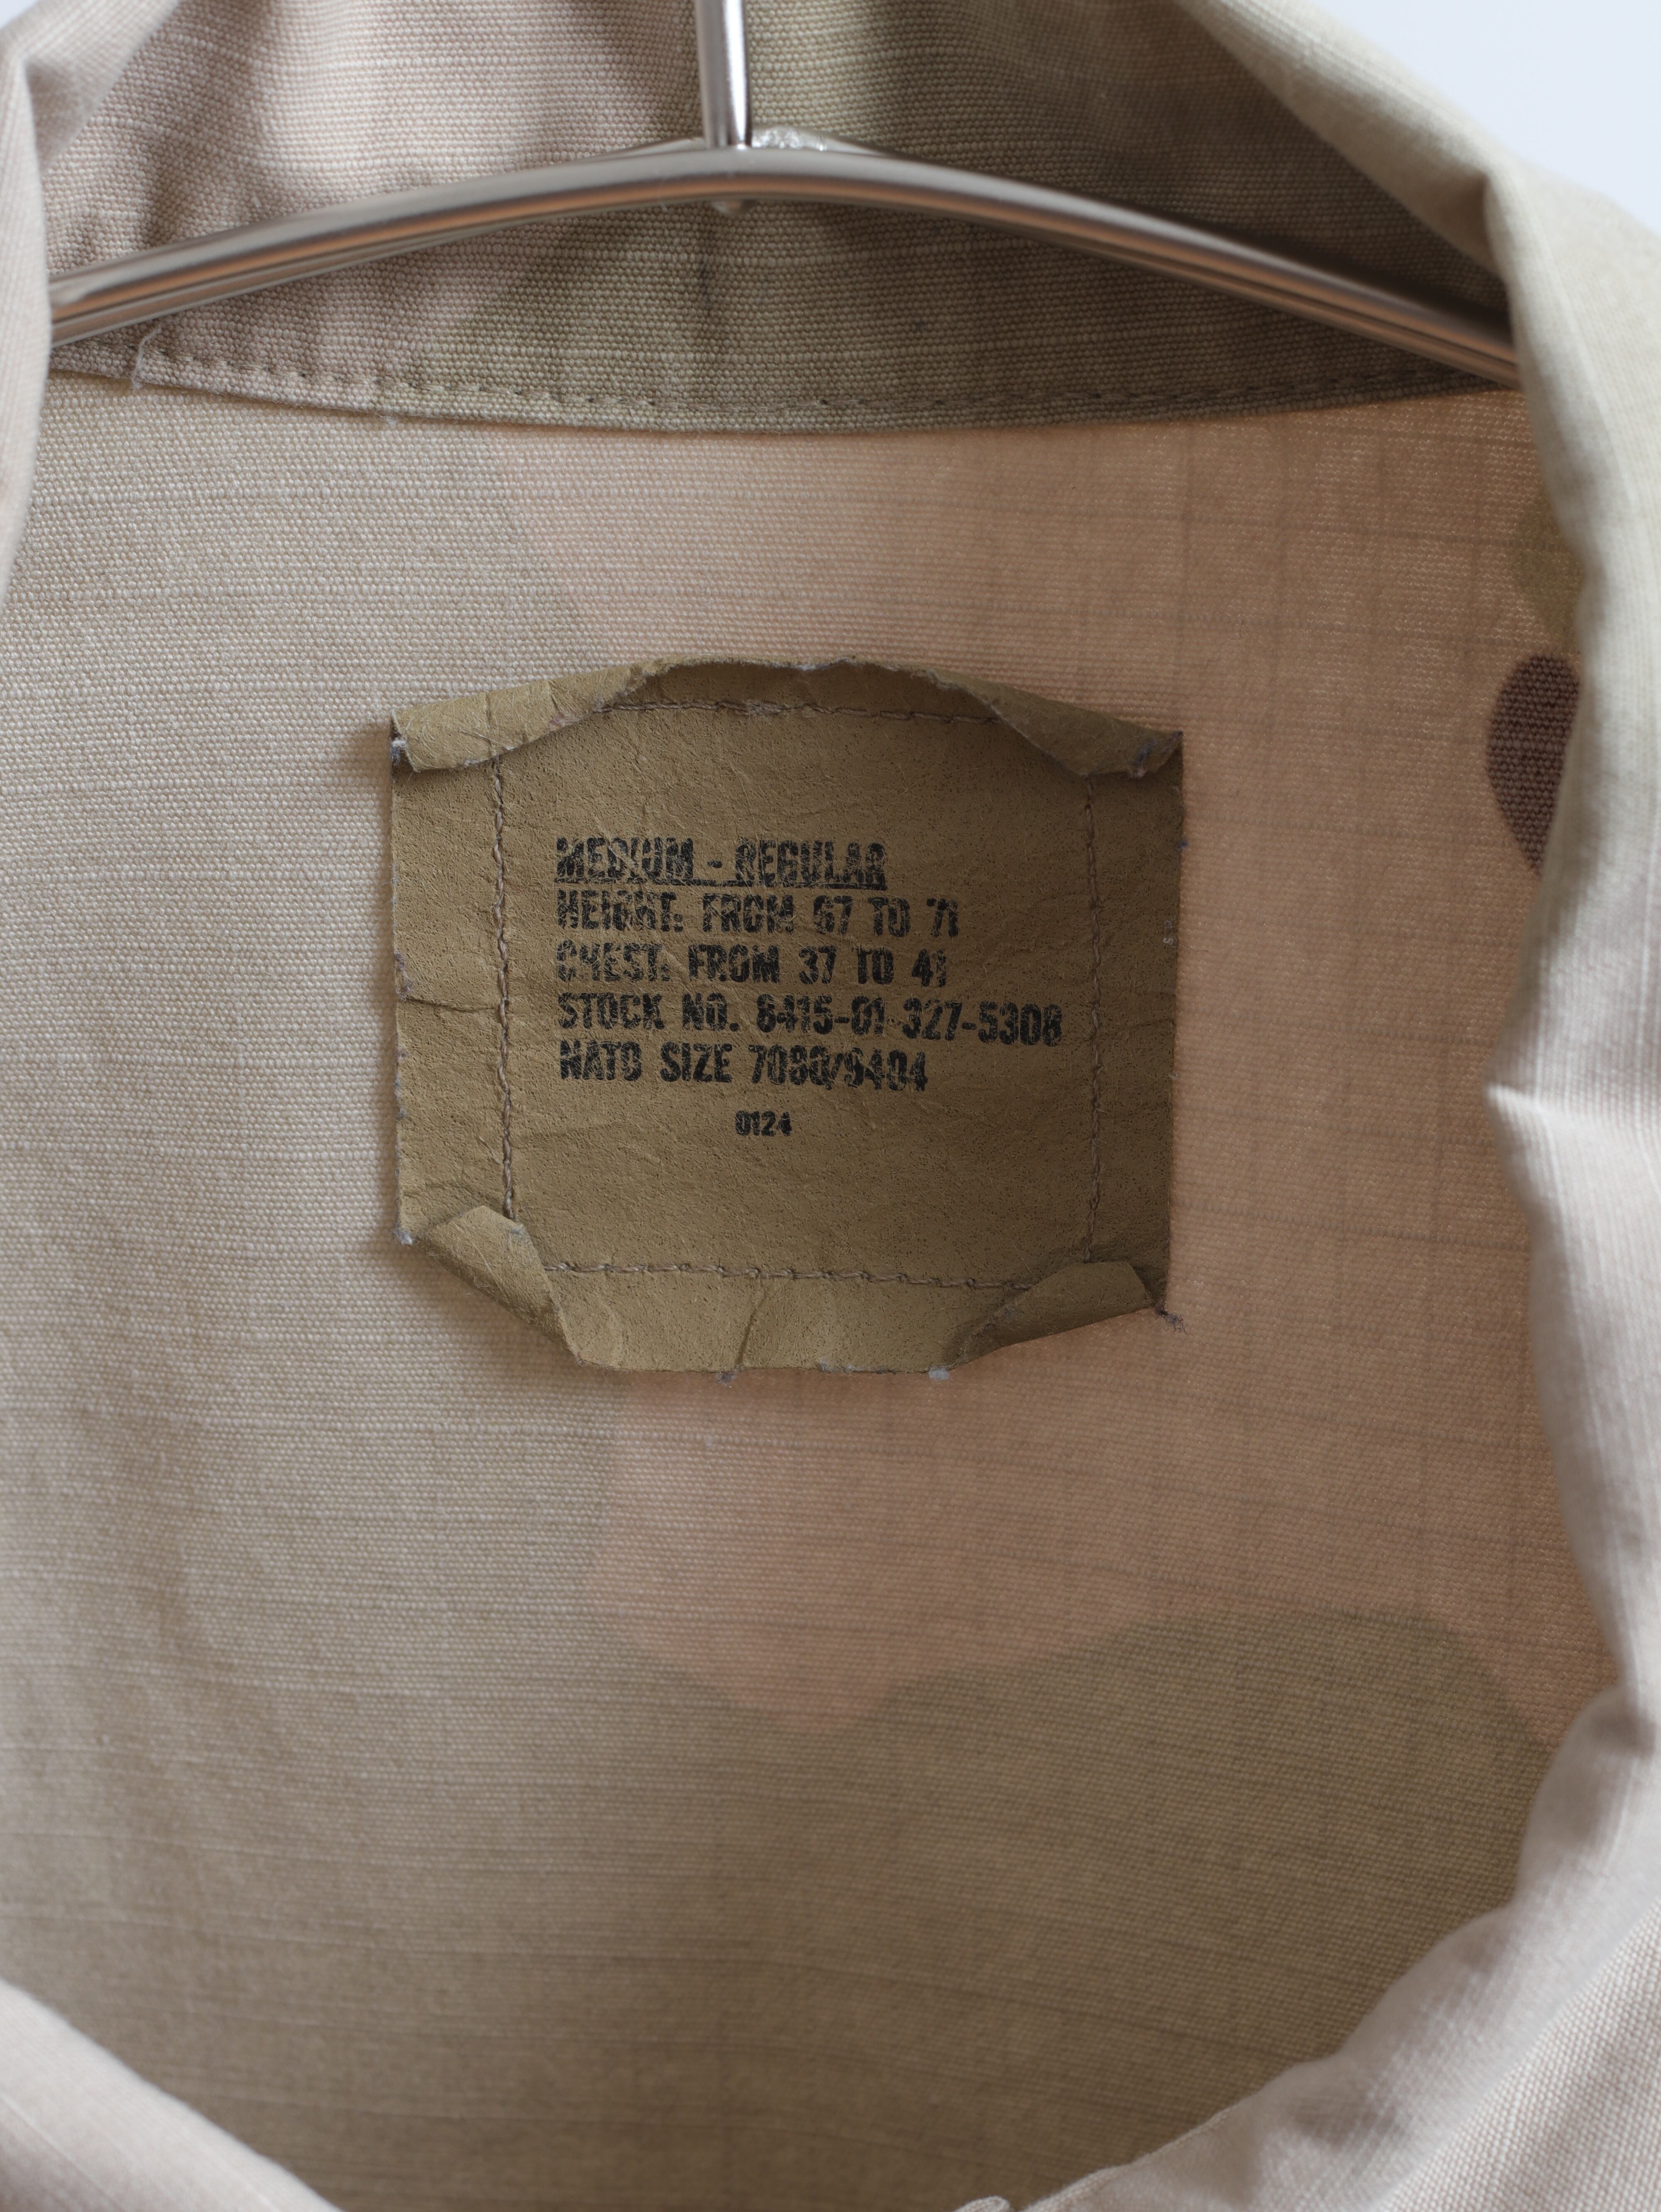 MEDIUM - REGULAR
HEIGHT: FROM 67 TO 71
CHEST: FROM 37 TO 41
STOCK NO. 8415-01-327-5308
NATO SIZE 7080/9404
0124